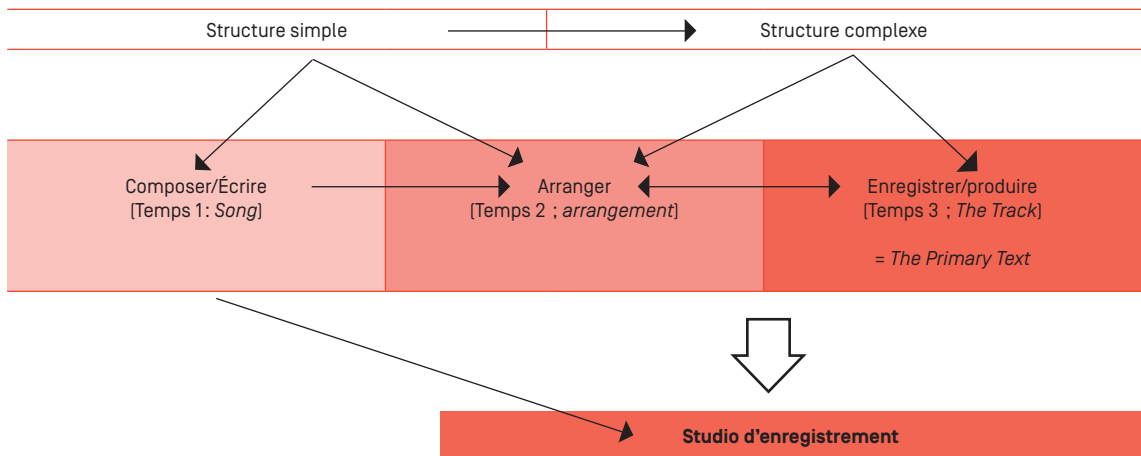 Structure simple
Structure complexe
Composer/Écrire
(Temps 1 : Song)
Arranger
(Temps 2 ; arrangement)
Enregistrer/produire
(Temps 3 ; The Track)
= The Primary Text
Studio d'enregistrement